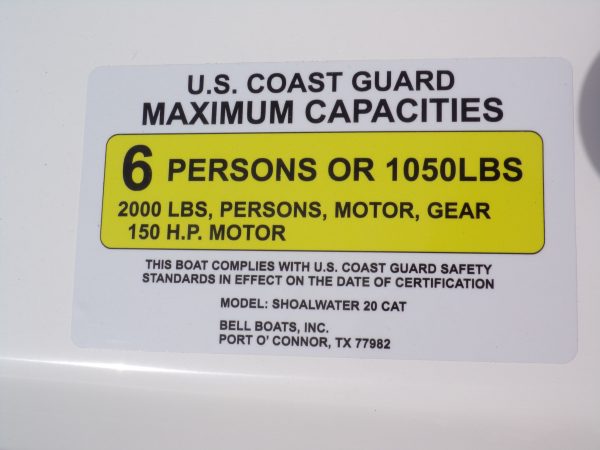 U.S. COAST GUARD
MAXIMUM CAPACITIES
6 PERSONS OR 1050LBS
2000 LBS, PERSONS, MOTOR, GEAR
150 H.P. MOTOR
THIS BOAT COMPLIES WITH U.S. COAST GUARD SAFETY
STANDARDS IN EFFECT ON THE DATE OF CERTIFICATION
MODEL: SHOALWATER 20 CAT
BELL BOATS, INC.
PORT O' CONNOR, TX 77982